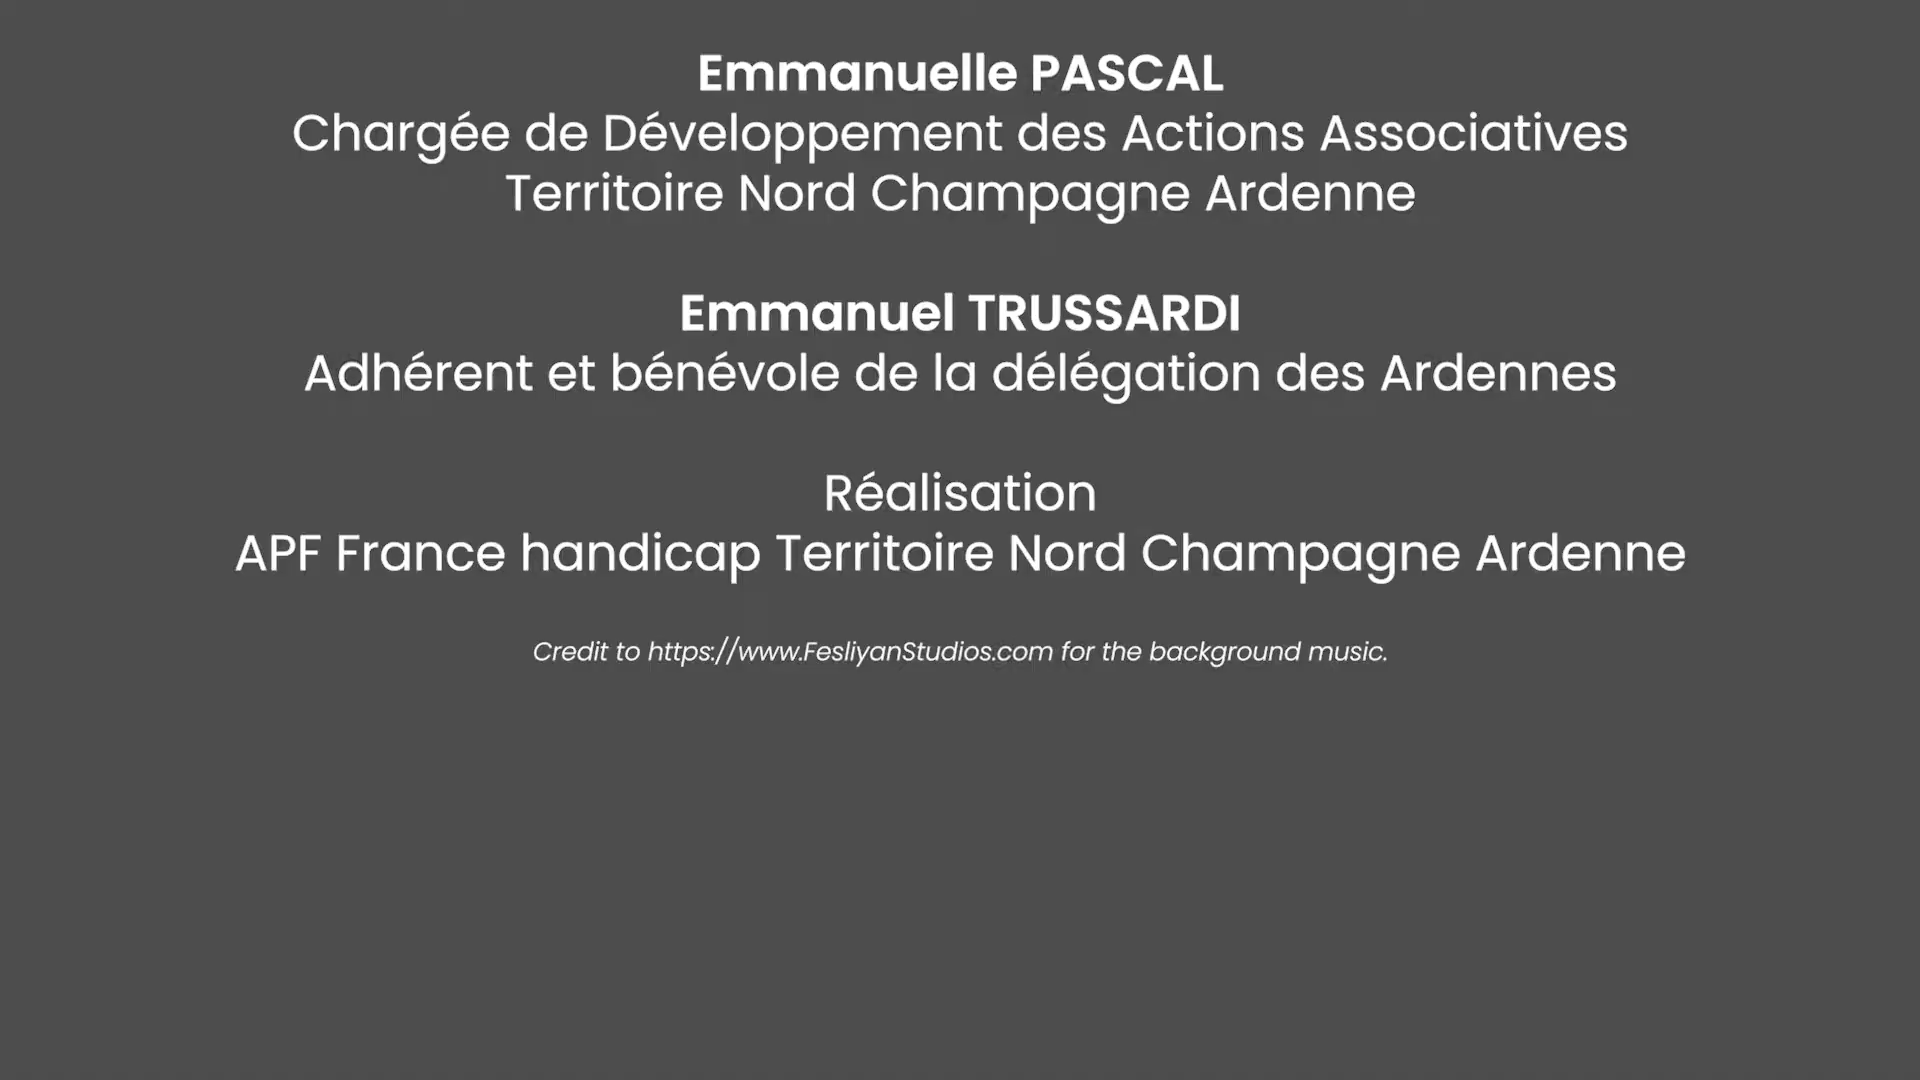 Emmanuelle PASCAL
Chargée de Développement des Actions Associatives
Territoire Nord Champagne Ardenne
Emmanuel TRUSSARDI
Adhérent et bénévole de la délégation des Ardennes
Réalisation
APF France handicap Territoire Nord Champagne Ardenne
Credit to https://www.FesliyanStudios.com for the background music.